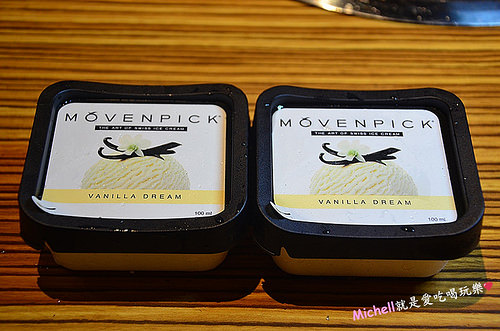 MÖVENPICK
THE ART OF SWISS ICE CREAM
VANILLA DREAM
100 ml
MÖVENPICK
THE ART OF SWISS ICE CREAM
VANILLA DREAM
100 mL
Michell就是愛吃喝玩樂